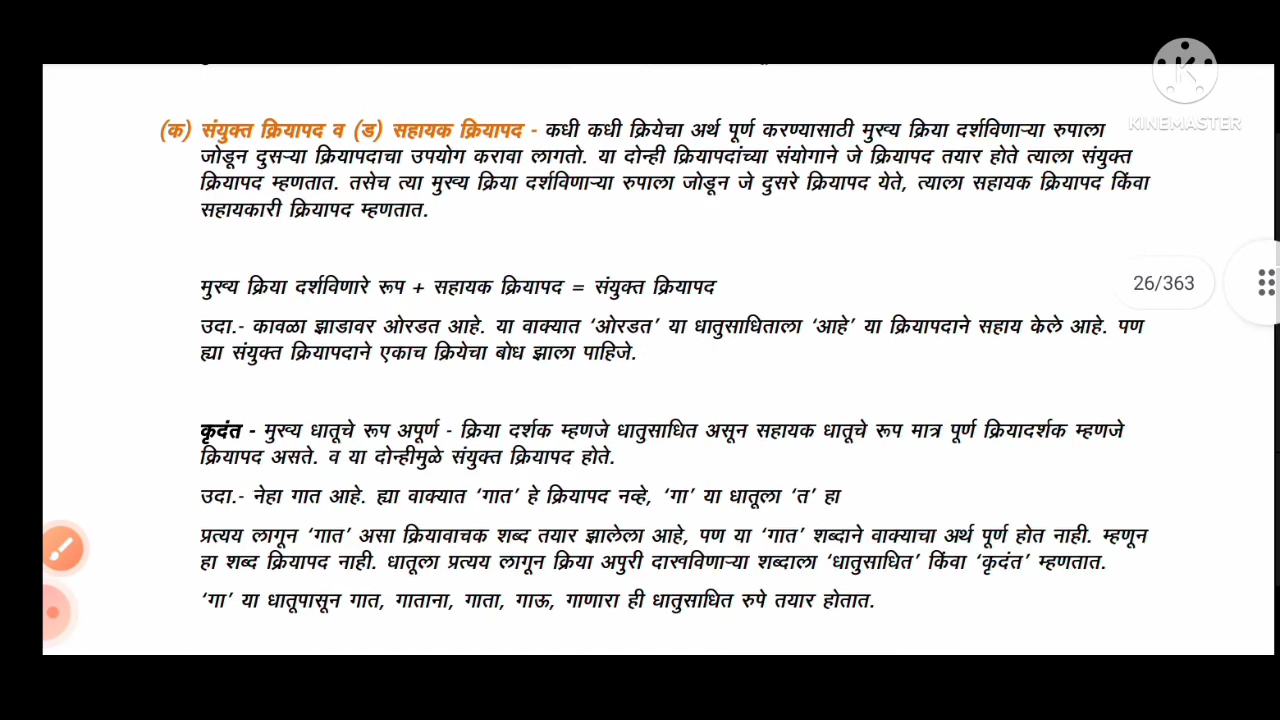 (क) संयुक्त क्रियापद व (ड) सहायक क्रियापद - कधी कधी क्रियेचा अर्थ पूर्ण करण्यासाठी मुख्य क्रिया दर्शविणाऱ्या रुपाला
जोडून दुसऱ्या क्रियापदाचा उपयोग करावा लागतो. या दोन्ही क्रियापदांच्या संयोगाने जे क्रियापद तयार होते त्याला संयुक्त
क्रियापद म्हणतात. तसेच त्या मुख्य क्रिया दर्शविणाऱ्या रुपाला जोडून जे दुसरे क्रियापद येते, त्याला सहायक क्रियापद किंवा
सहायकारी क्रियापद म्हणतात.
मुख्य क्रिया दर्शविणारे रूप + सहायक क्रियापद = संयुक्त क्रियापद
उदा.- कावळा झाडावर ओरडत आहे. या वाक्यात ‘ओरडत’ या धातुसाधिताला ‘आहे’ या क्रियापदाने सहाय केले आहे. पण
ह्या संयुक्त क्रियापदाने एकाच क्रियेचा बोध झाला पाहिजे.
कृदंत - मुख्य धातूचे रूप अपूर्ण - क्रिया दर्शक म्हणजे धातुसाधित असून सहायक धातूचे रूप मात्र पूर्ण क्रियादर्शक म्हणजे
क्रियापद असते. व या दोन्हीमुळे संयुक्त क्रियापद होते.
उदा.- नेहा गात आहे. ह्या वाक्यात ‘गात’ हे क्रियापद नव्हे, ‘गा’ या धातूला ‘त’ हा
प्रत्यय लागून ‘गात’ असा क्रियावाचक शब्द तयार झालेला आहे, पण या ‘गात’ शब्दाने वाक्याचा अर्थ पूर्ण होत नाही. म्हणून
हा शब्द क्रियापद नाही. धातूला प्रत्यय लागून क्रिया अपुरी दाखविणाऱ्या शब्दाला ‘धातुसाधित’ किंवा ‘कृदंत’ म्हणतात.
‘गा’ या धातूपासून गात, गाताना, गाता, गाऊ, गाणारा ही धातुसाधित रुपे तयार होतात.
26/363
K
KINEMASTER